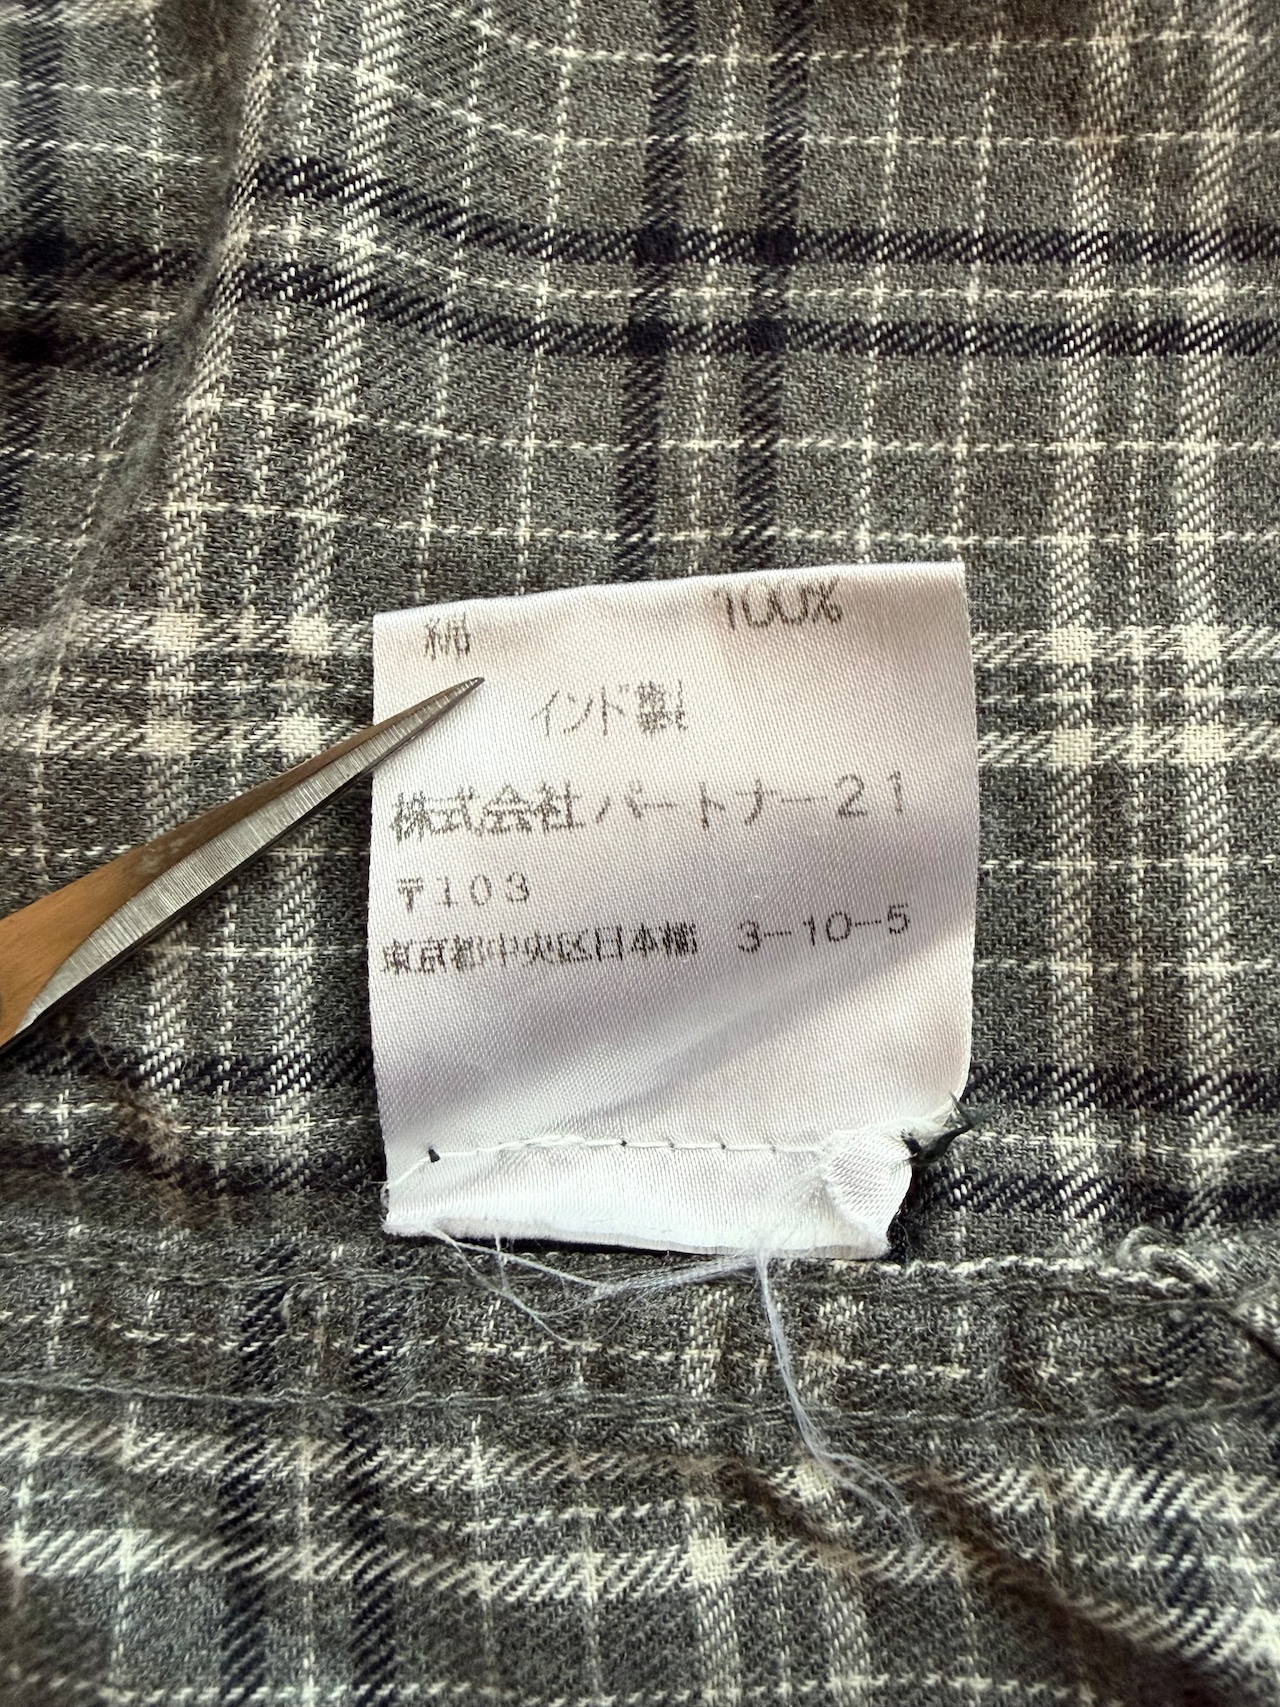 綿 100%
インド製
株式会社パートナー21
〒103
東京都中央区日本橋 3-10-5